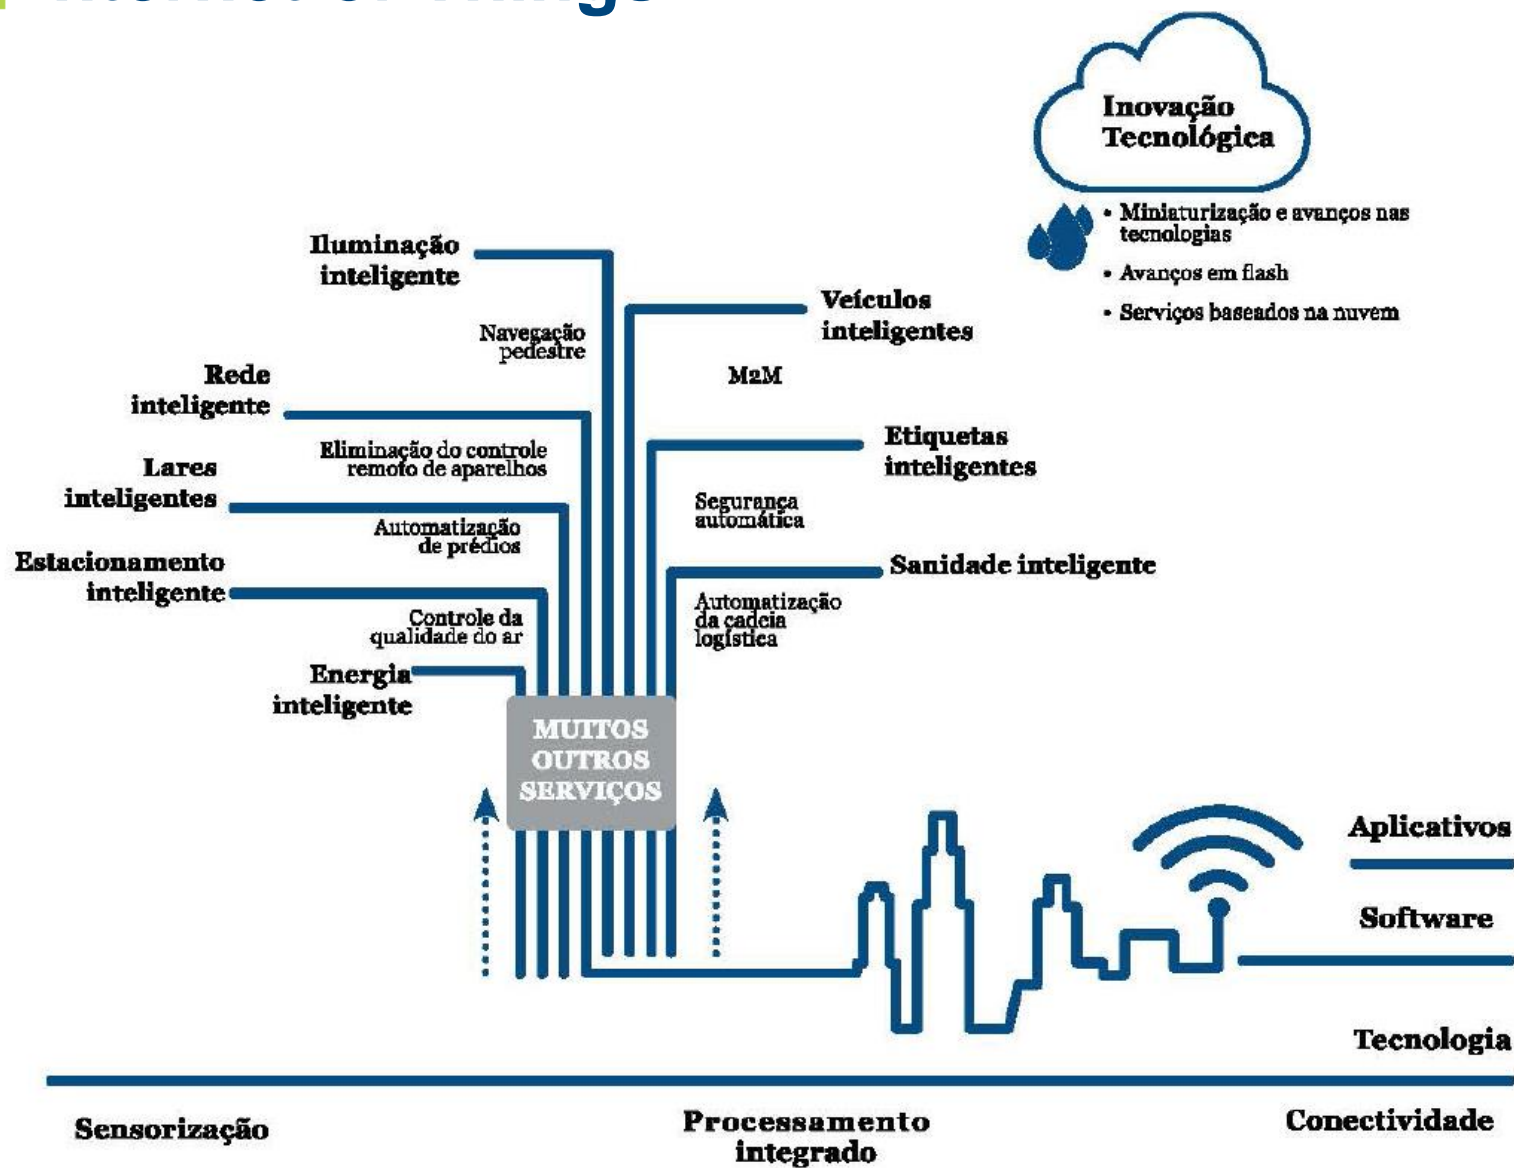 Inovação
Tecnológica
• Miniaturização e avanços nas
tecnologias
• Avanços em flash
• Serviços baseados na nuvem
Iluminação
inteligente
Navegação
pedestre
Veículos
inteligentes
M2M
Rede
inteligente
Eliminação do controle
remoto de aparelhos
Etiquetas
inteligentes
Lares
inteligentes
Automatização
de prédios
Segurança
automática
Estacionamento
inteligente
Controle da
qualidade do ar
Sanidade inteligente
Automatização
da cadeia
logística
Energia
inteligente
MUITOS
OUTROS
SERVIÇOS
Aplicativos
Software
Tecnologia
Sensorização
Processamento
integrado
Conectividade